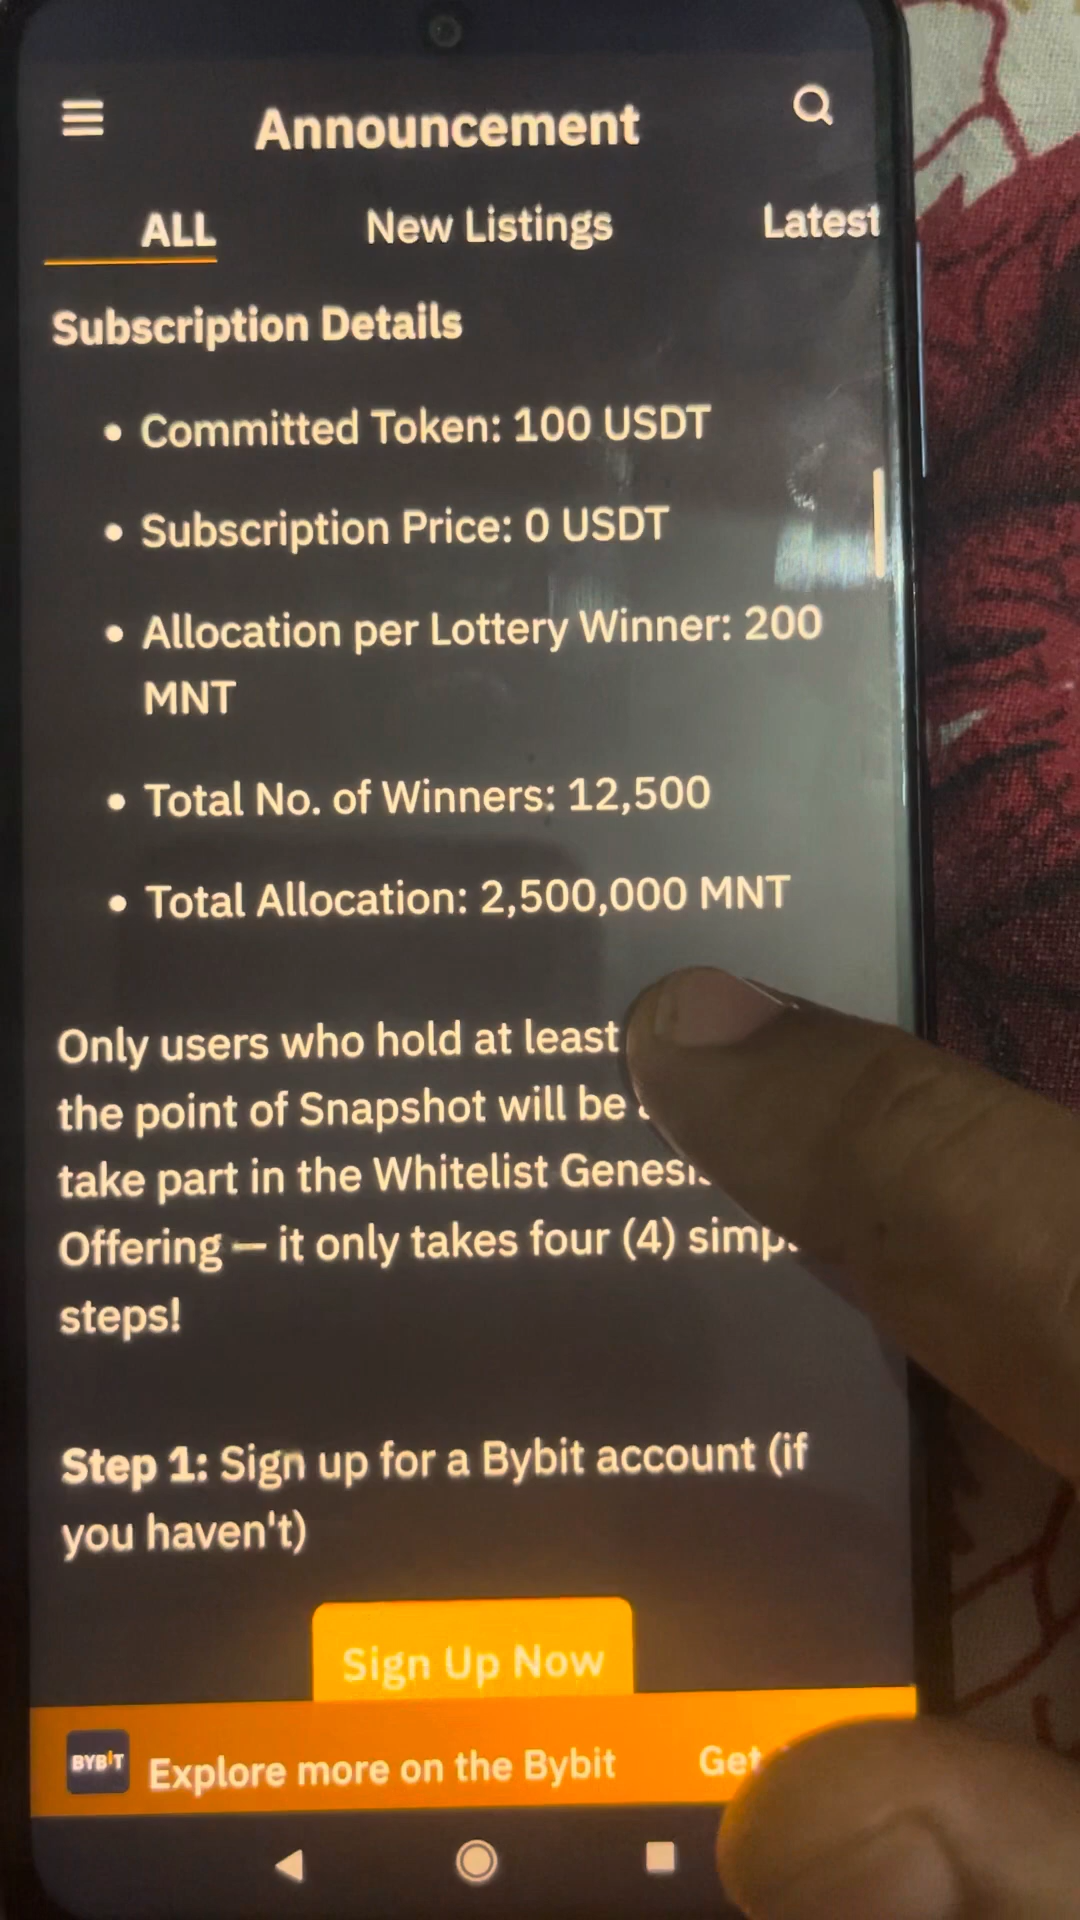 Announcement
ALL New Listings Latest
Subscription Details
• Committed Token: 100 USDT
• Subscription Price: 0 USDT
• Allocation per Lottery Winner: 200
MNT
• Total No. of Winners: 12,500
• Total Allocation: 2,500,000 MNT
Only users who hold at least
the point of Snapshot will be
take part in the Whitelist
Offering — it only takes four (4)
steps!
Step 1: Sign up for a Bybit account (if
you haven't)
Sign Up Now
BYBIT Explore more on the Bybit Get